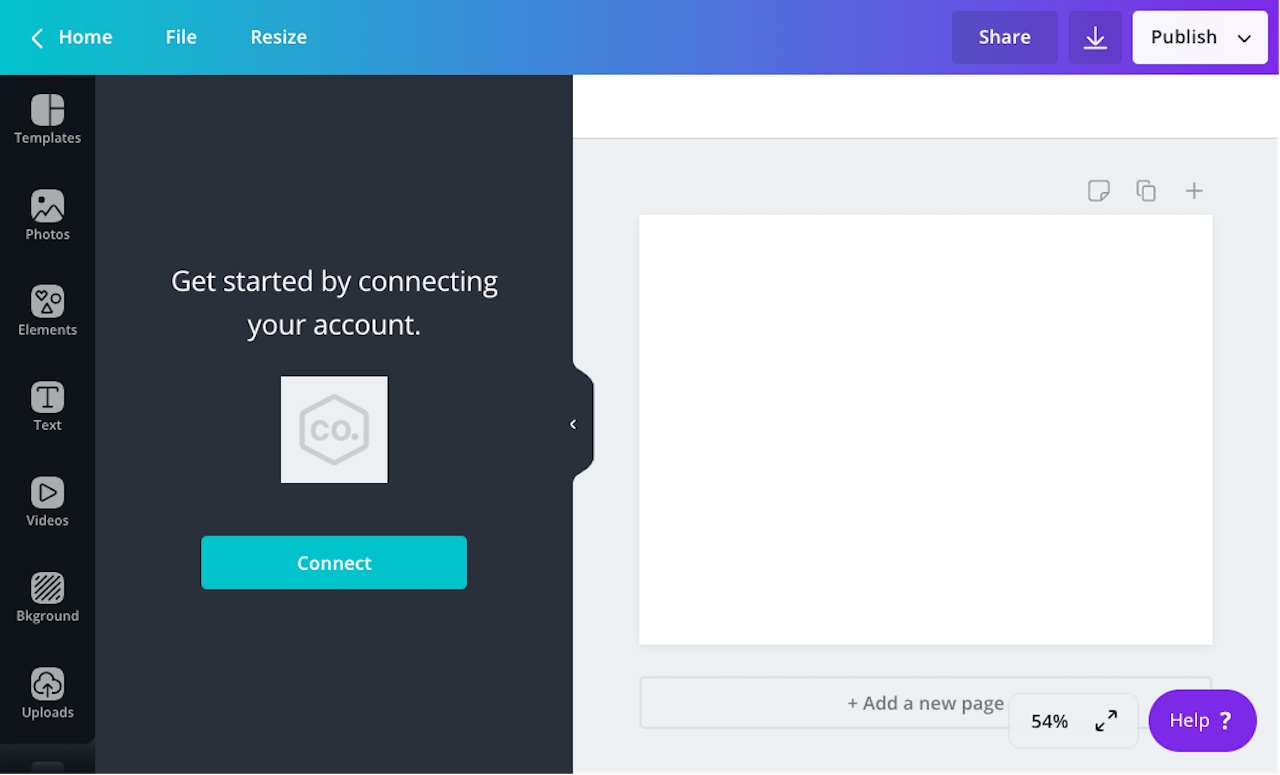 Home
File
Resize
Share
Publish
Templates
Photos
Elements
Text
Videos
Bkground
Uploads
Get started by connecting
your account.
CO.
Connect
+ Add a new page
54%
Help ?